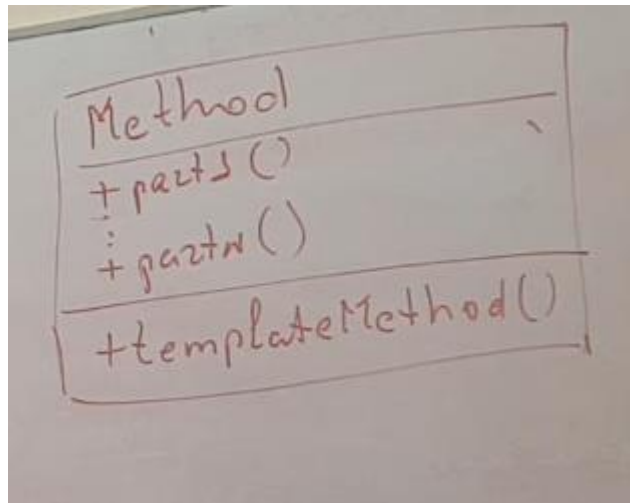 Method
+part1()
⋮
+partN()
+templateMethod()